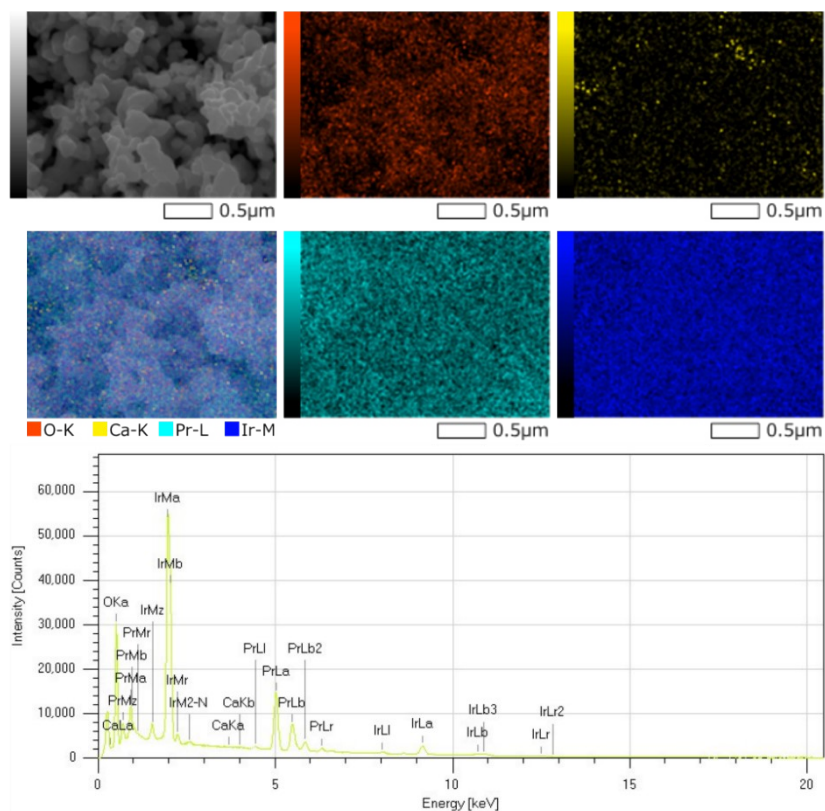 0.5μm
0.5μm
0.5μm
O-K Ca-K Pr-L Ir-M
0.5μm
0.5μm
Intensity [Counts]
60,000
50,000
40,000
30,000
20,000
10,000
0
IrMa
IrMb
OKa
IrMz
PrMr
PrMb
PrMa
PrMz
CaLa
IrMr
IrM2-N
CaKb
CaKa
PrLl
PrLb2
PrLa
PrLb
PrLr
IrLl
IrLa
IrLb3
IrLb
IrLr2
IrLr
0 5 10 15 20
Energy [keV]